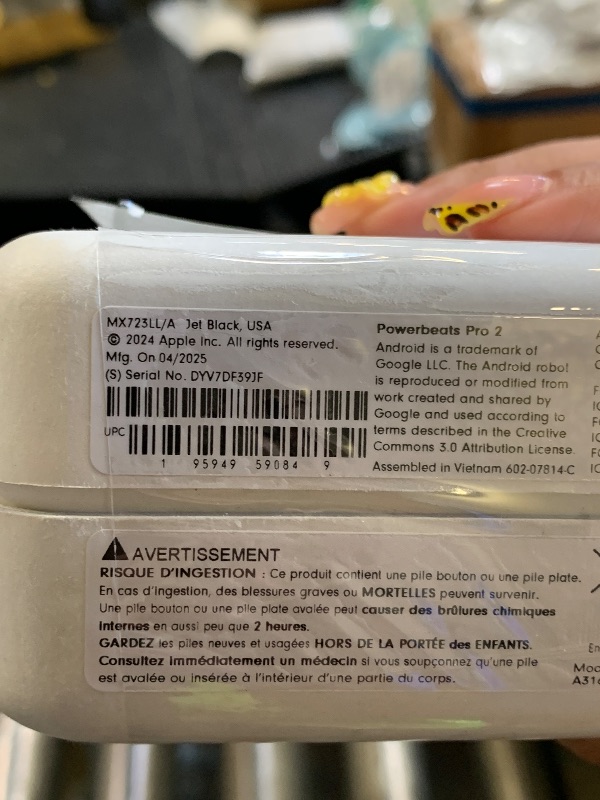 MX723LL/A Jet Black, USA
© 2024 Apple Inc. All rights reserved.
Mfg. On 04/2025
(S) Serial No. DYV7DF39JF
UPC
1 95949 59084 9
Powerbeats Pro 2
Android is a trademark of
Google LLC. The Android robot
is reproduced or modified from
work created and shared by
Google and used according to
terms described in the Creative
Commons 3.0 Attribution License
Assembled in Vietnam 602-07814-C
AVERTISSEMENT
RISQUE D'INGESTION : Ce produit contient une pile bouton ou une pile plate.
En cas d'ingestion, des blessures graves ou MORTELLES peuvent survenir.
Une pile bouton ou une pile plate avalée peut causer des brûlures chimiques
internes en aussi peu que 2 heures.
GARDEZ les piles neuves et usagées HORS DE LA PORTÉE des ENFANTS.
Consultez immédiatement un médecin si vous soupçonnez qu'une pile
est avalée ou insérée à l'intérieur d'une partie du corps.